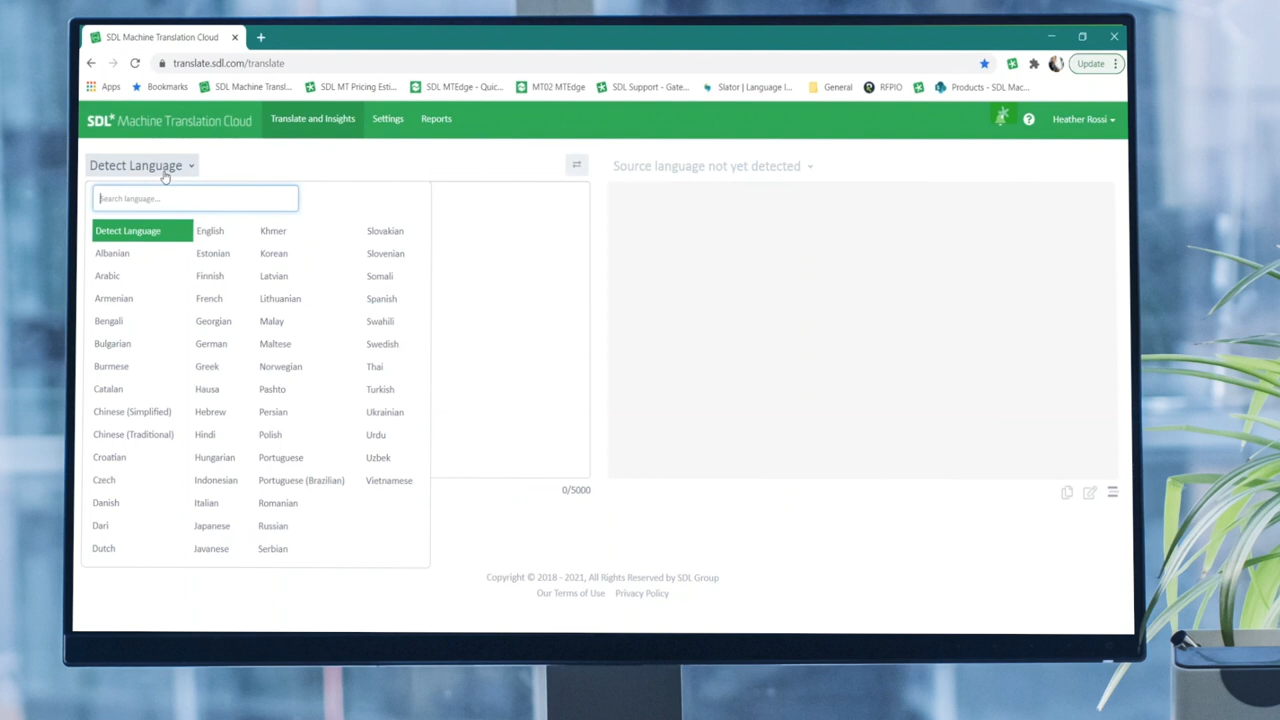 SDL Machine Translation Cloud
translate.sdl.com/translate
Update
Apps Bookmarks SDL Machine Transl... SDL MT Pricing Esti... SDL MTEdge - Quic... MT02 MTEdge SDL Support - Gate... Slator | Language I... General RFPIO Products - SDL Mac...
SDL* Machine Translation Cloud Translate and Insights Settings Reports Heather Rossi
Detect Language
Source language not yet detected
Search language...
Detect Language English Khmer Slovakian
Albanian Estonian Korean Slovenian
Arabic Finnish Latvian Somali
Armenian French Lithuanian Spanish
Bengali Georgian Malay Swahili
Bulgarian German Maltese Swedish
Burmese Greek Norwegian Thai
Catalan Hausa Pashto Turkish
Chinese (Simplified) Hebrew Persian Ukrainian
Chinese (Traditional) Hindi Polish Urdu
Croatian Hungarian Portuguese Uzbek
Czech Indonesian Portuguese (Brazilian) Vietnamese
Danish Italian Romanian
Dari Japanese Russian
Dutch Javanese Serbian
0/5000
Copyright © 2018 - 2021, All Rights Reserved by SDL Group
Our Terms of Use Privacy Policy